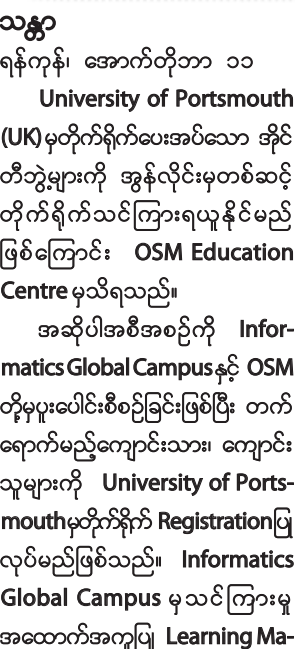 သန္တာ
ရန်ကုန်၊ အောက်တိုဘာ ၁၁
University of Portsmouth
(UK) မှတိုက်ရိုက်ပေးအပ်သော အိုင်
တီဘွဲ့များကို အွန်လိုင်းမှတစ်ဆင့်
တိုက်ရိုက်သင်ကြားရယူနိုင်မည်
ဖြစ်ကြောင်း OSM Education
Centre မှသိရသည်။
အဆိုပါအစီအစဉ်ကို Infor-
matics Global Campus နှင့် OSM
တို့မှပူးပေါင်းစီစဉ်ခြင်းဖြစ်ပြီး တက်
ရောက်မည့်ကျောင်းသား၊ ကျောင်း
သူများကို University of Ports-
mouth မှတိုက်ရိုက် Registration ပြု
လုပ်မည်ဖြစ်သည်။ Informatics
Global Campus မှသင်ကြားမှု
အထောက်အကူပြု Learning Ma-